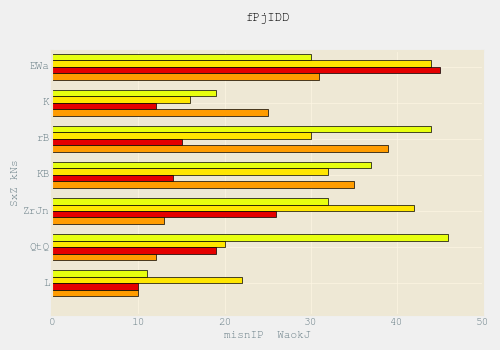 fPjIDD
EWa
K
rB
KB
ZrJn
QtQ
L
SxZ kNs
0 10 20 30 40 50
misnIP WaokJ